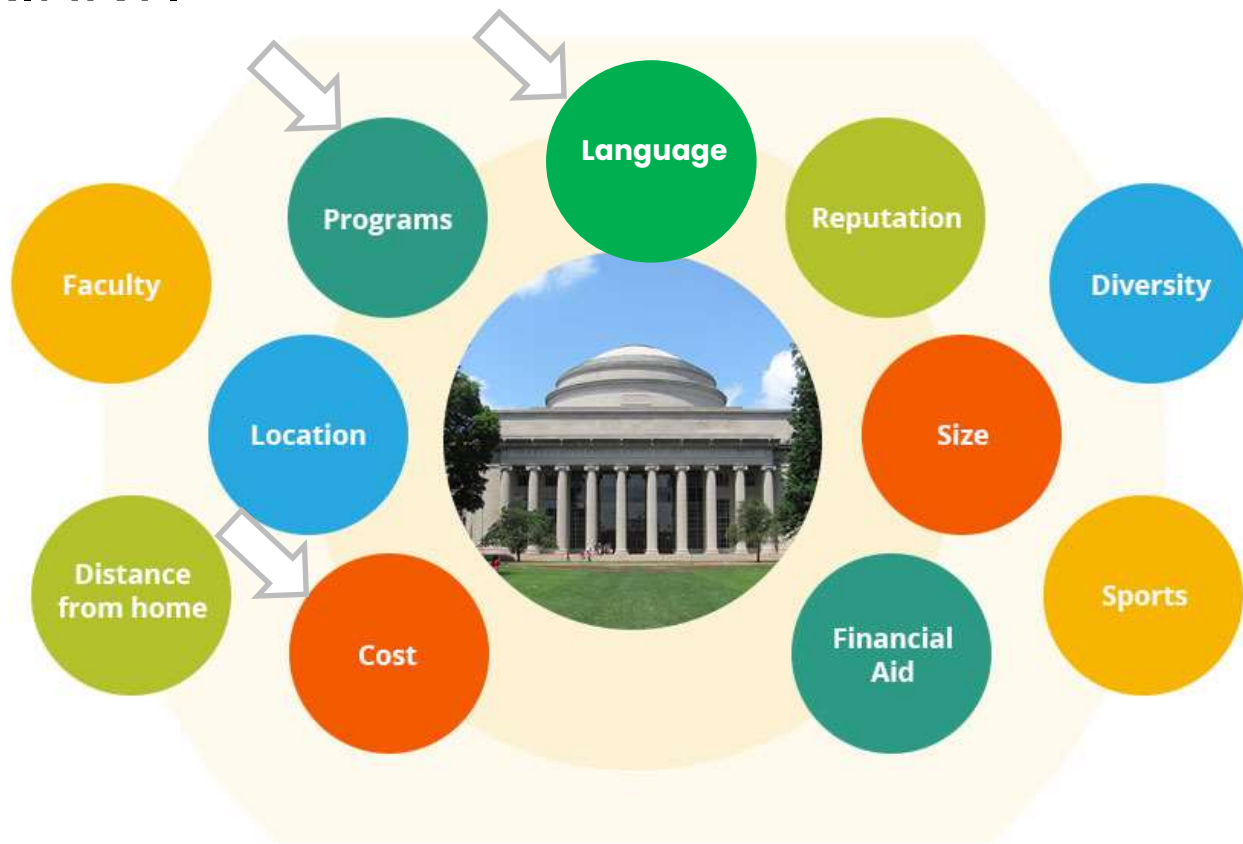 Language
Programs
Reputation
Faculty
Diversity
Location
Size
Distance
from home
Sports
Cost
Financial
Aid